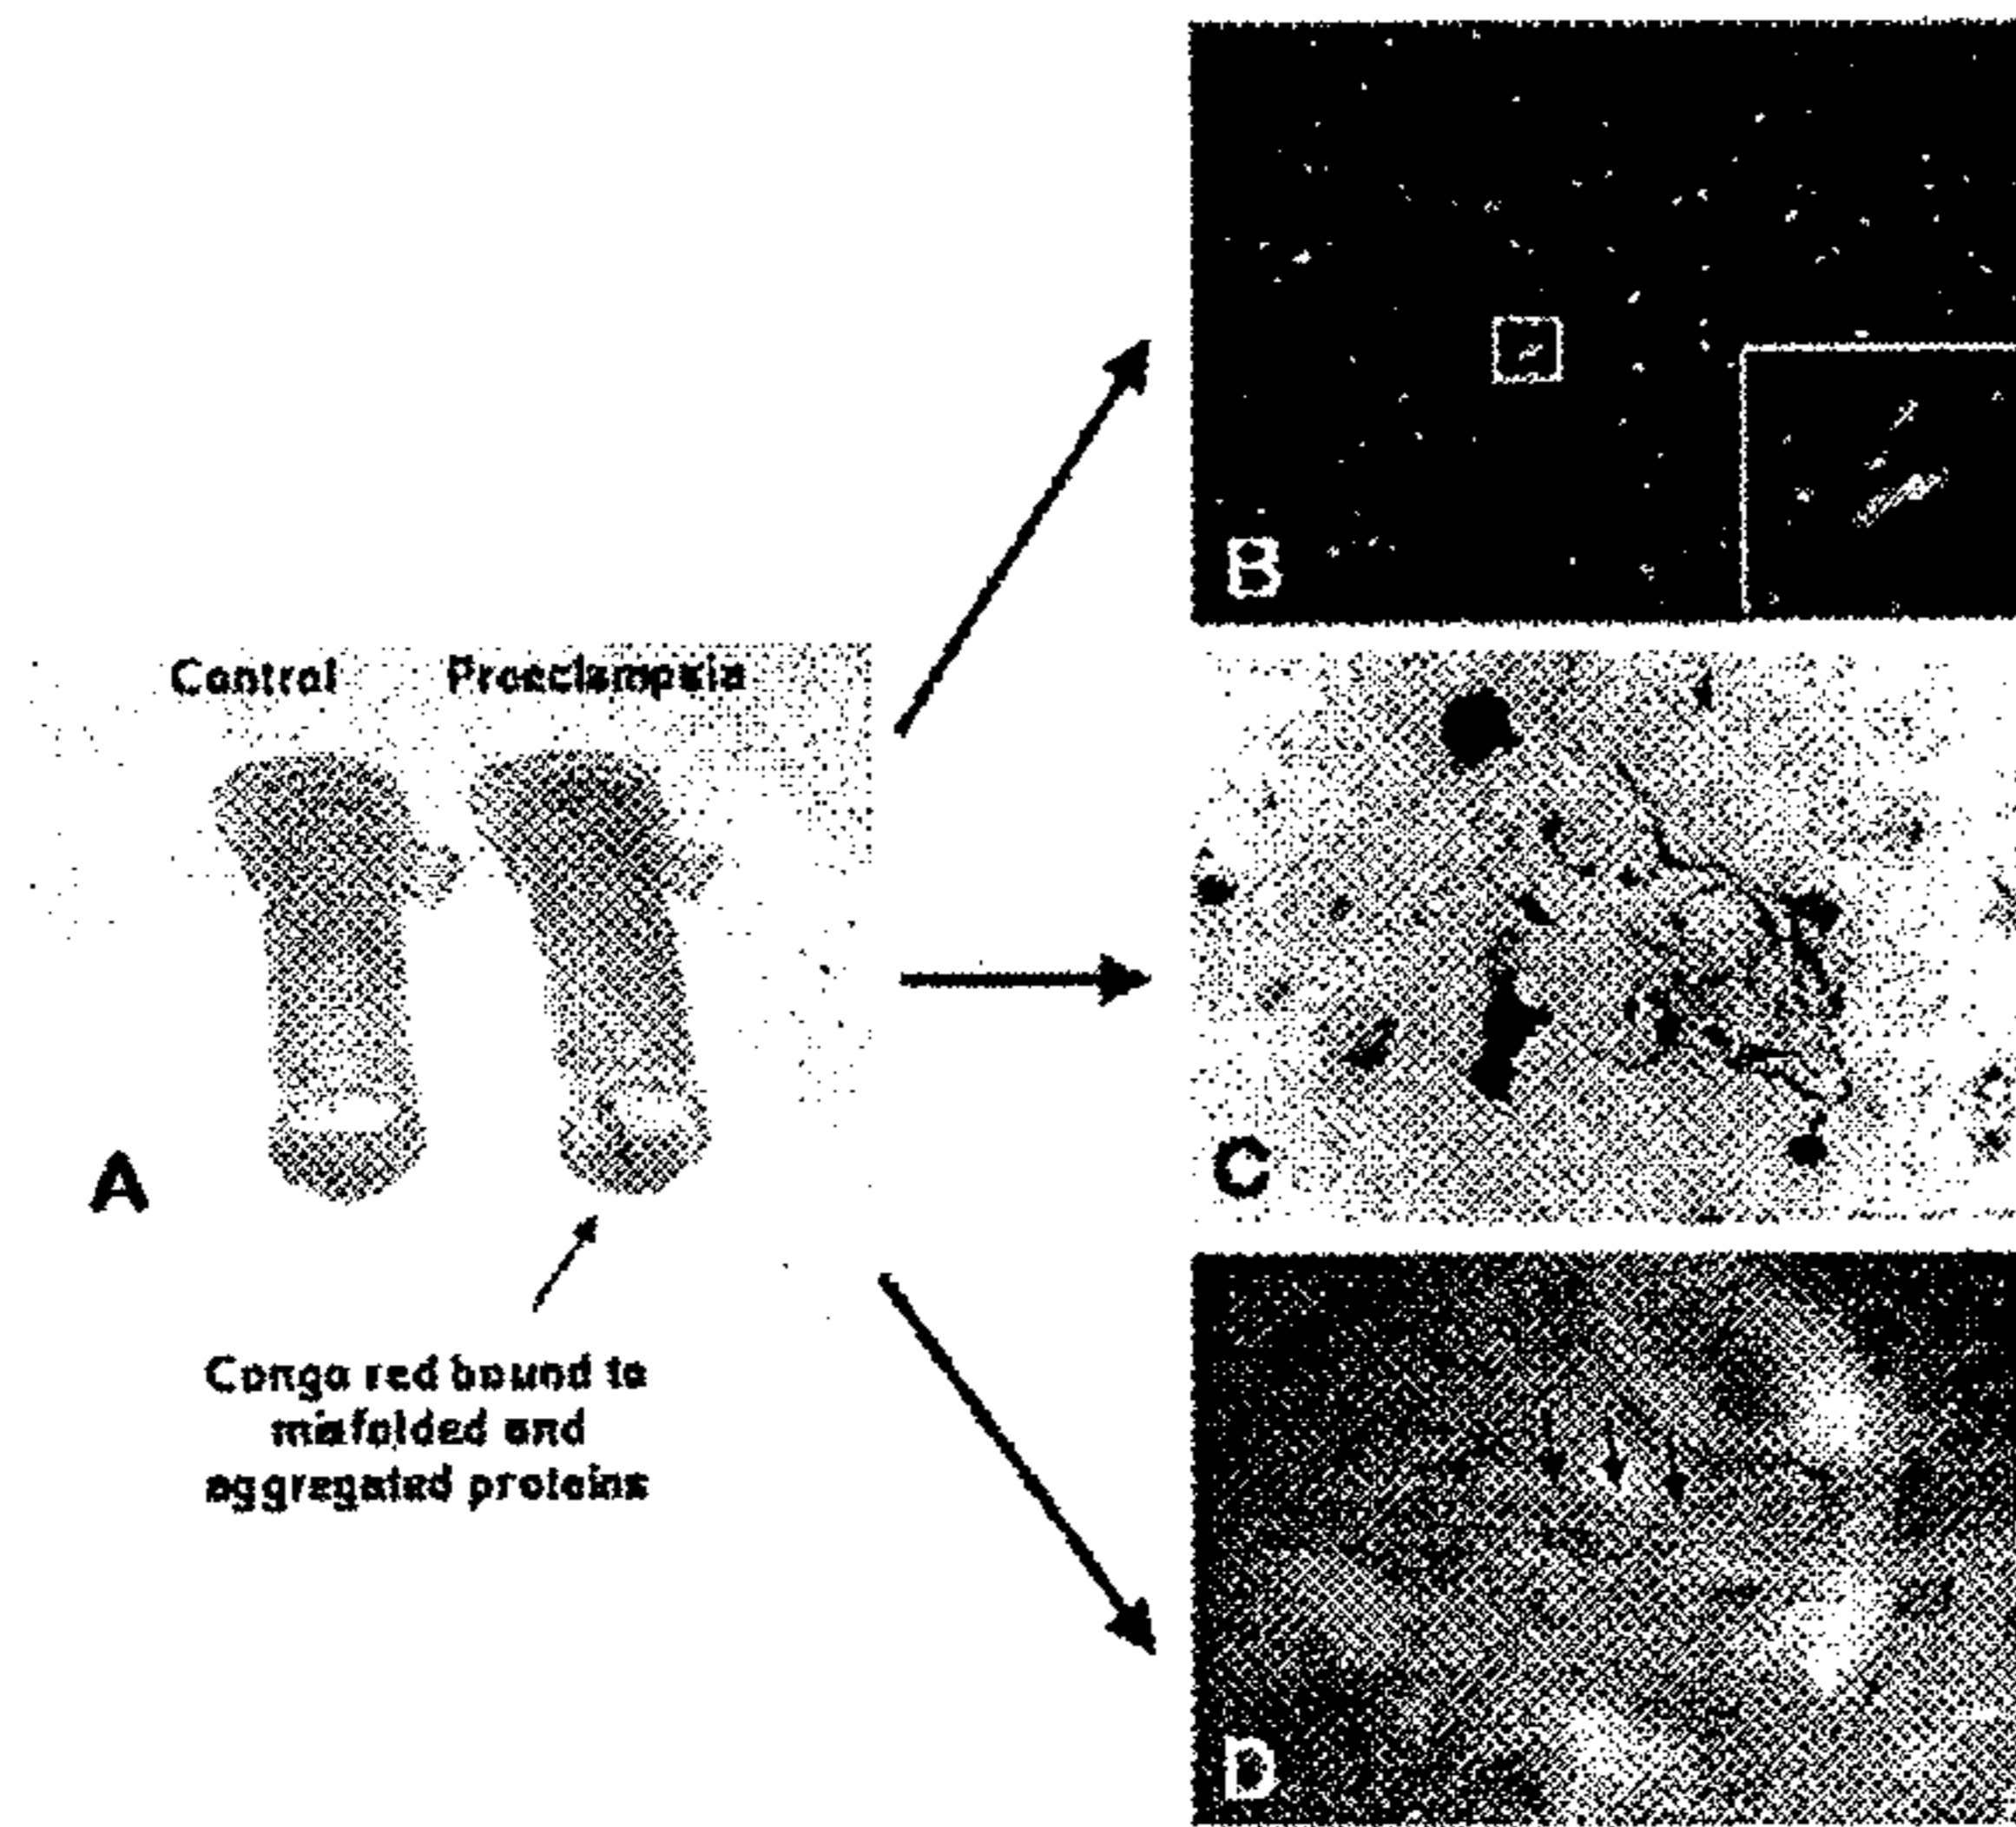 Control Preeclampsia
A
Congo red bound to
misfolded and
aggregated proteins
B
C
D